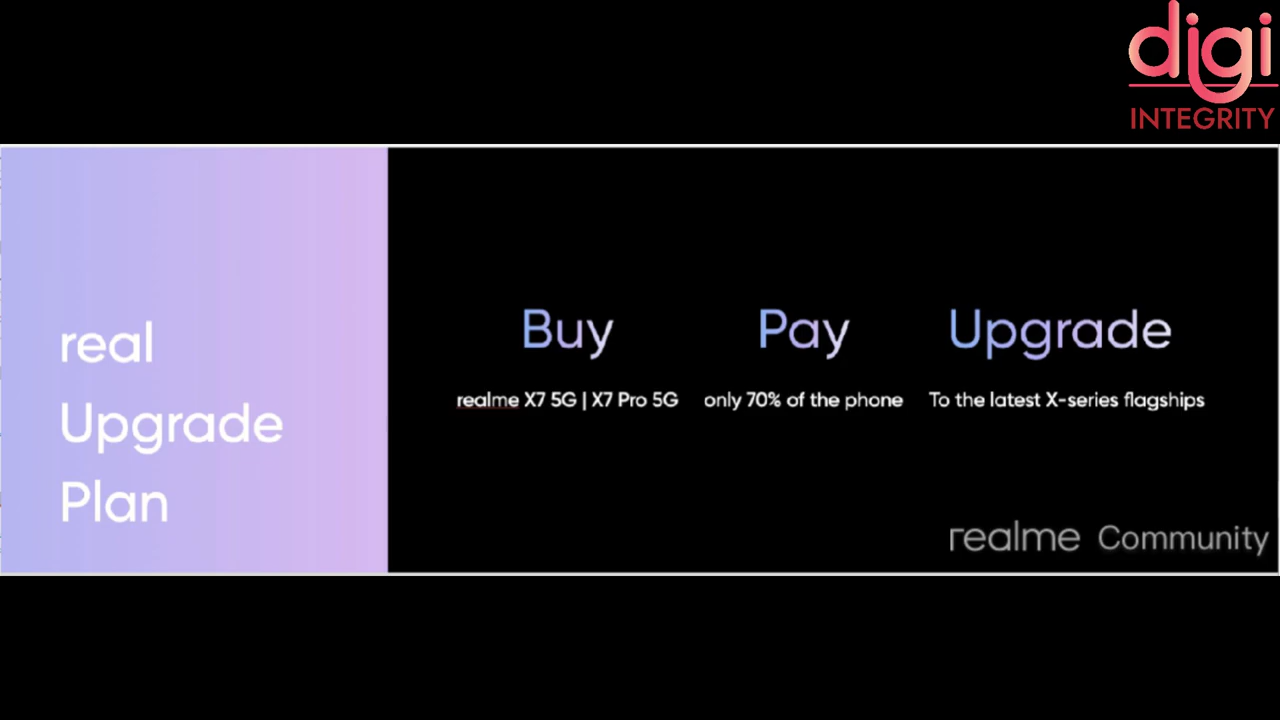 digi
INTEGRITY
real
Upgrade
Plan
Buy Pay Upgrade
realme X7 5G | X7 Pro 5G only 70% of the phone To the latest X-series flagships
realme Community